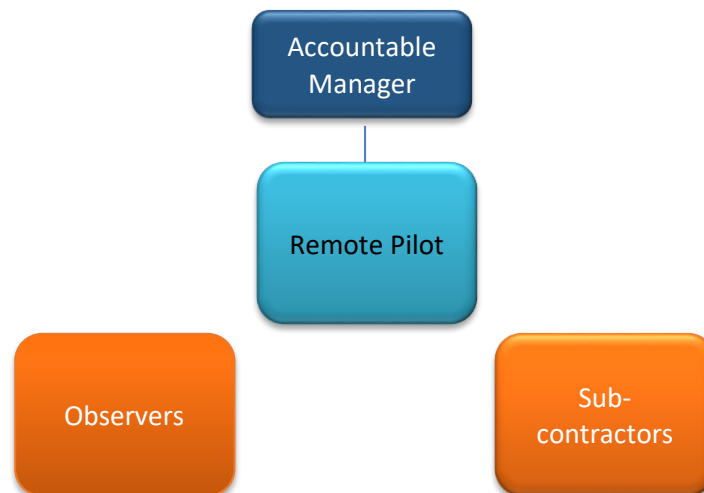 Accountable
Manager
Remote Pilot
Observers
Sub-
contractors